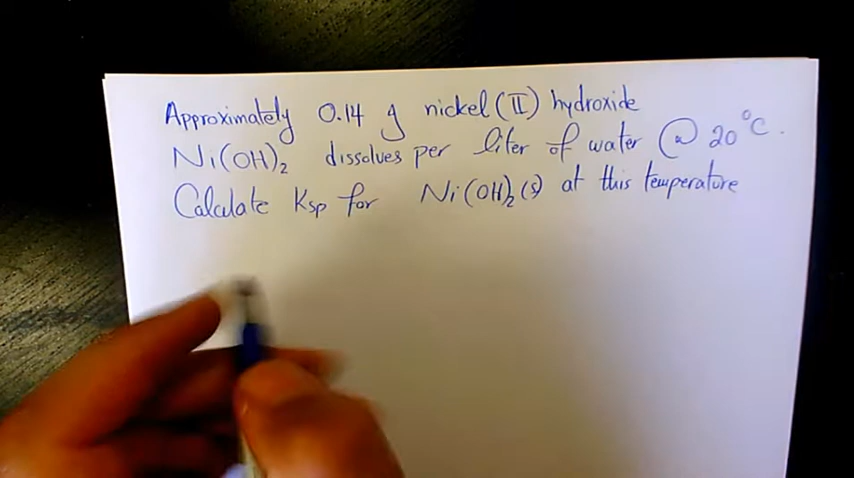 Approximately 0.14 g nickel (II) hydroxide
Ni(OH)₂ dissolves per liter of water @ 20°C.
Calculate Ksp for Ni(OH)₂(s) at this temperature